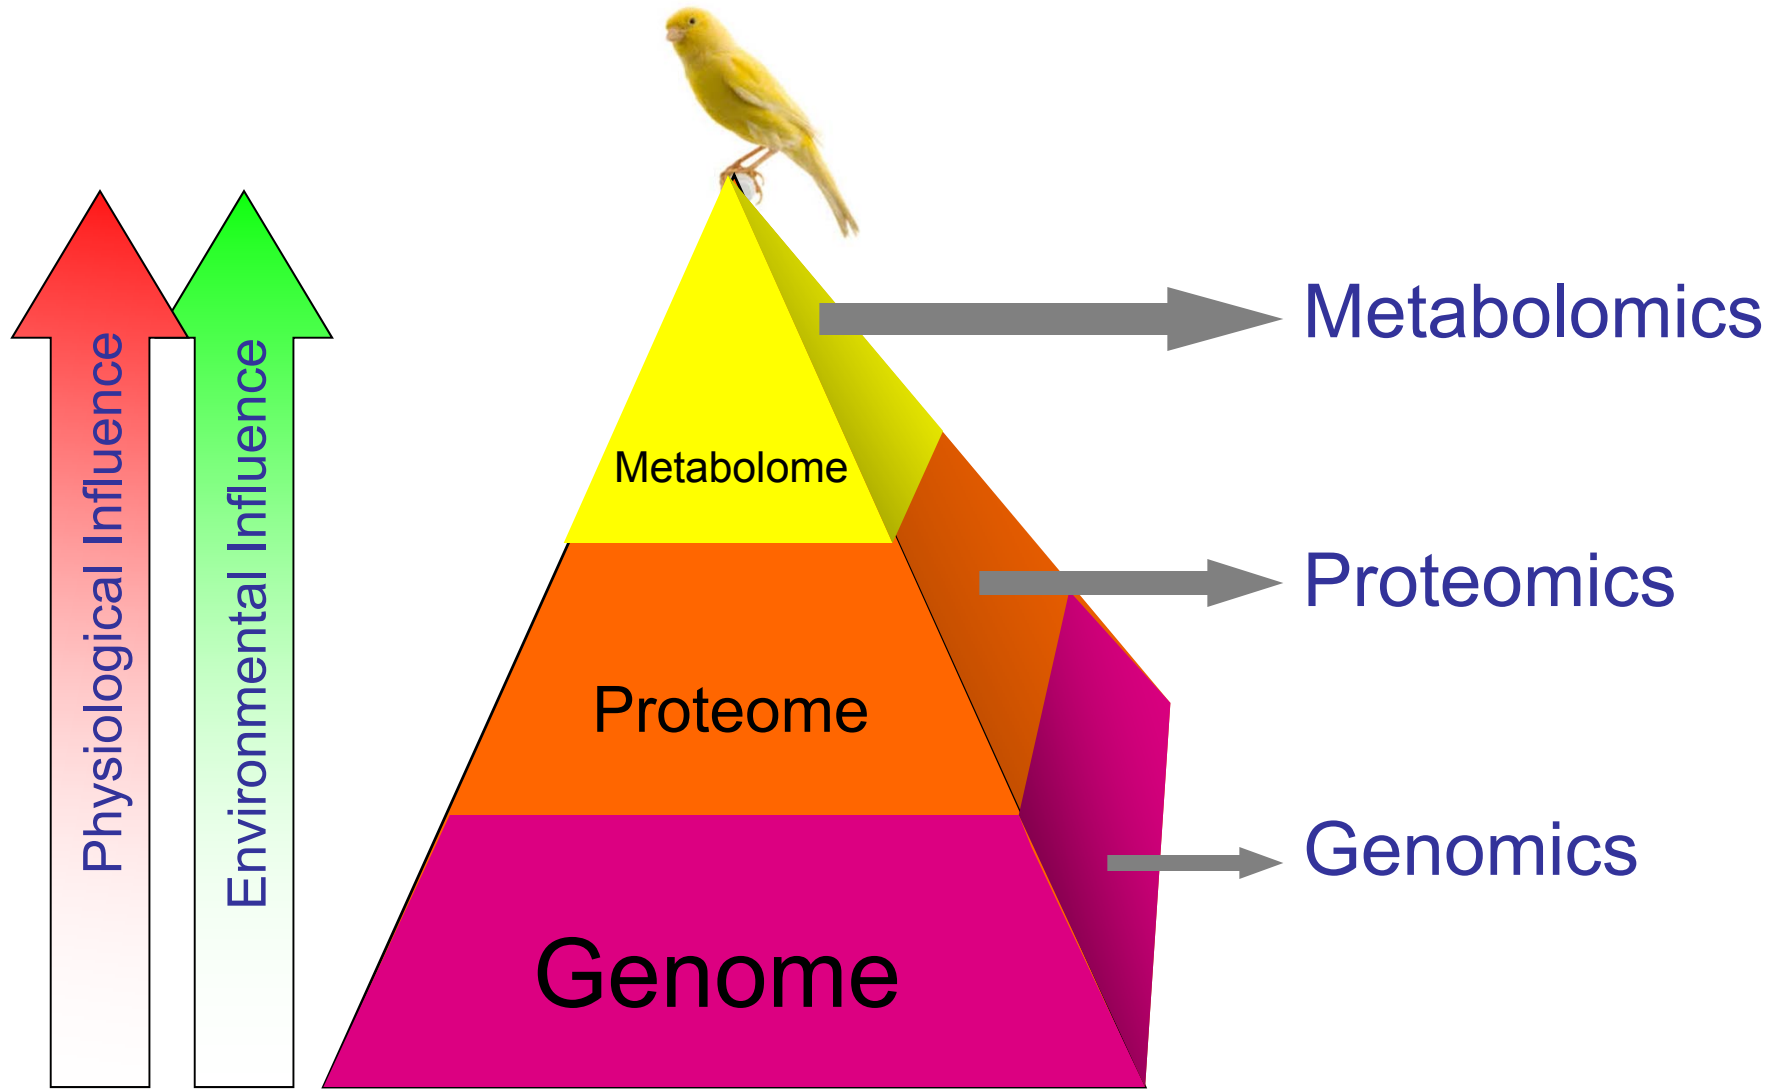 Physiological Influence
Environmental Influence
Metabolome
Proteome
Genome
Metabolomics
Proteomics
Genomics